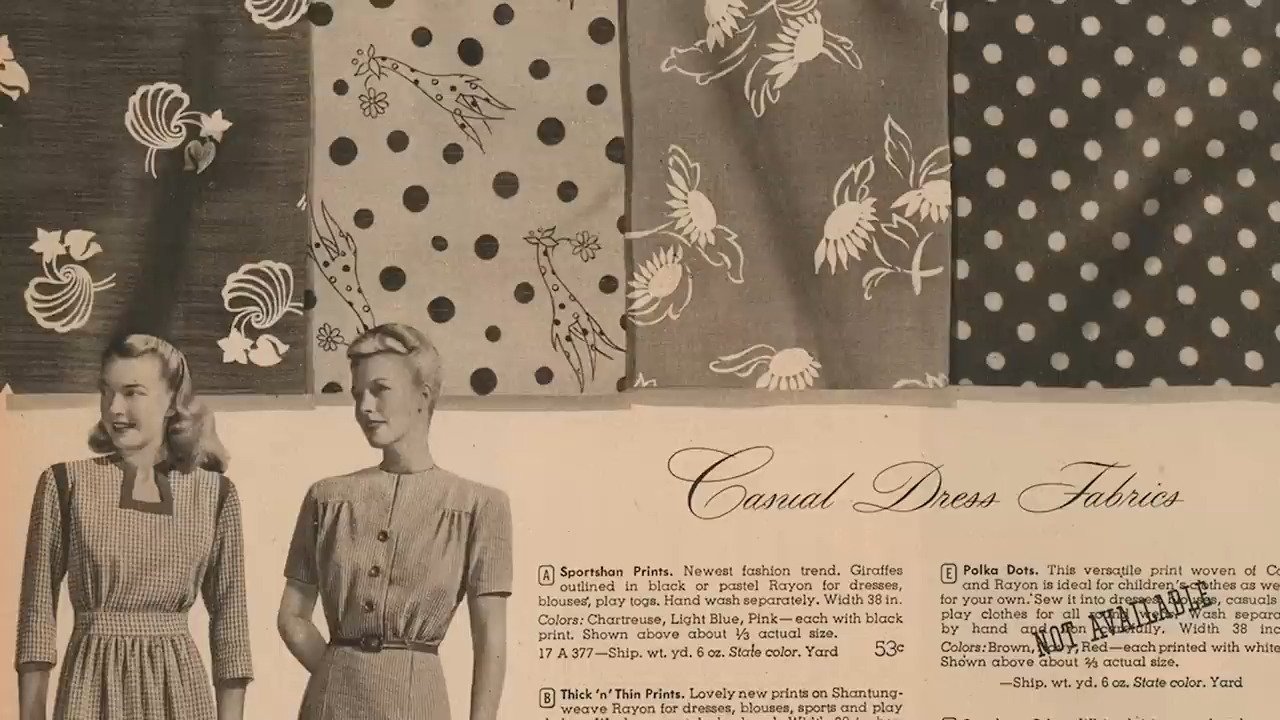 Casual Dress Fabrics
A Sportshan Prints. Newest fashion trend. Giraffes
outlined in black or pastel Rayon for dresses,
blouses, play togs. Hand wash separately. Width 38 in.
Colors: Chartreuse, Light Blue, Pink—each with black
print. Shown above about ⅓ actual size.
17 A 377—Ship. wt. yd. 6 oz. State color. Yard 53c
B Thick 'n' Thin Prints. Lovely new prints on Shantung-
weave Rayon for dresses, blouses, sports and play
E Polka Dots. This versatile print woven of
and Rayon is ideal for children's clothes as
for your own. Sew it into dresses, casuals
play clothes for all Wash
by hand and Width 38
Colors: Brown, Red—each printed with white
Shown above about ⅔ actual size.
—Ship. wt. yd. 6 oz. State color. Yard
NOT AVAILABLE